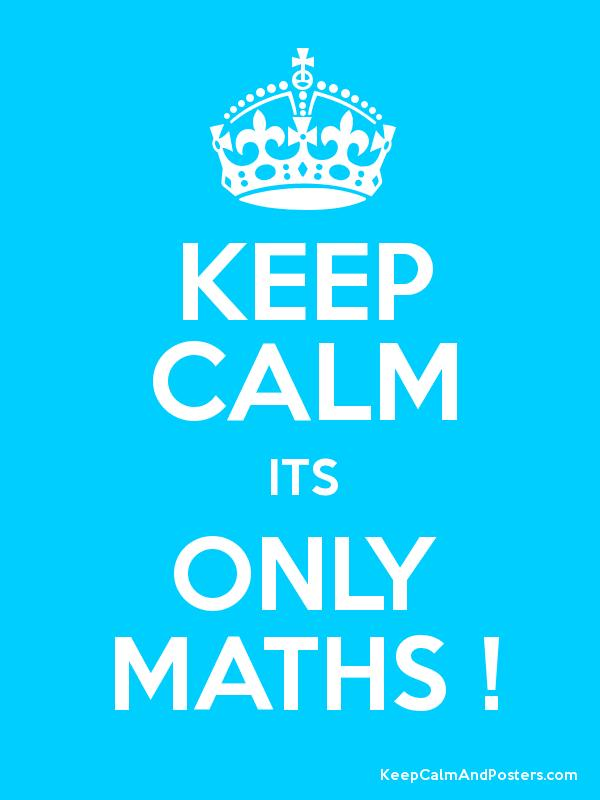 KEEP
CALM
ITS
ONLY
MATHS !
KeepCalmAndPosters.com